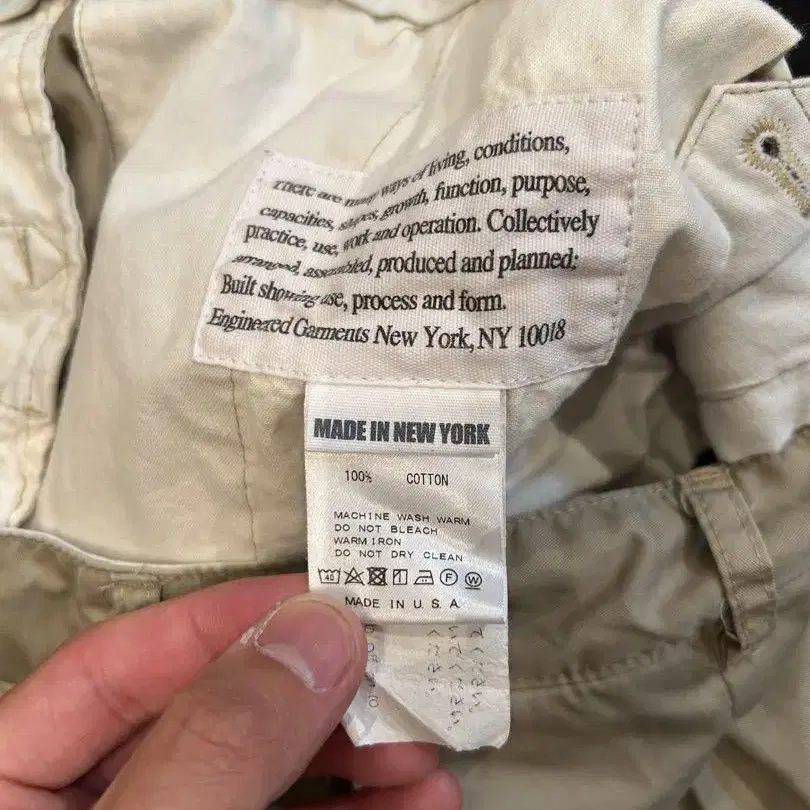 There are many ways of living, conditions,
capacities, shapes, growth, function, purpose,
practice, use, work and operation. Collectively
arranged, assembled, produced and planned:
Built showing use, process and form.
Engineered Garments New York, NY 10018
MADE IN NEW YORK
100% COTTON
MACHINE WASH WARM
DO NOT BLEACH
WARM IRON
DO NOT DRY CLEAN
40 F W
MADE IN U.S.A